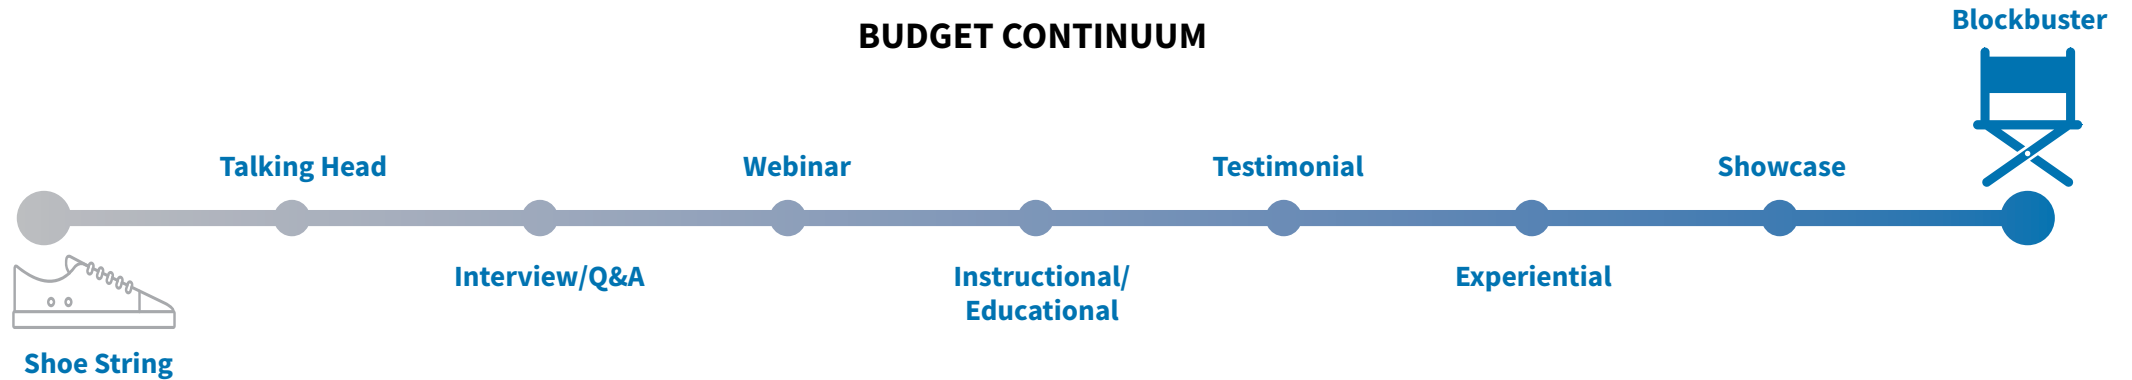 BUDGET CONTINUUM
Blockbuster
Talking Head
Webinar
Testimonial
Showcase
Interview/Q&A
Instructional/
Educational
Experiential
Shoe String